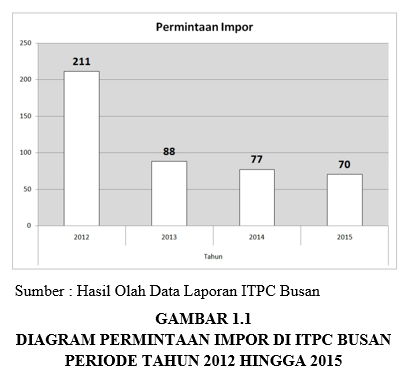 Permintaan Impor
250
200
150
100
50
0
211
88
77
70
2012 2013 2014 2015
Tahun
Sumber : Hasil Olah Data Laporan ITPC Busan
GAMBAR 1.1
DIAGRAM PERMINTAAN IMPOR DI ITPC BUSAN
PERIODE TAHUN 2012 HINGGA 2015